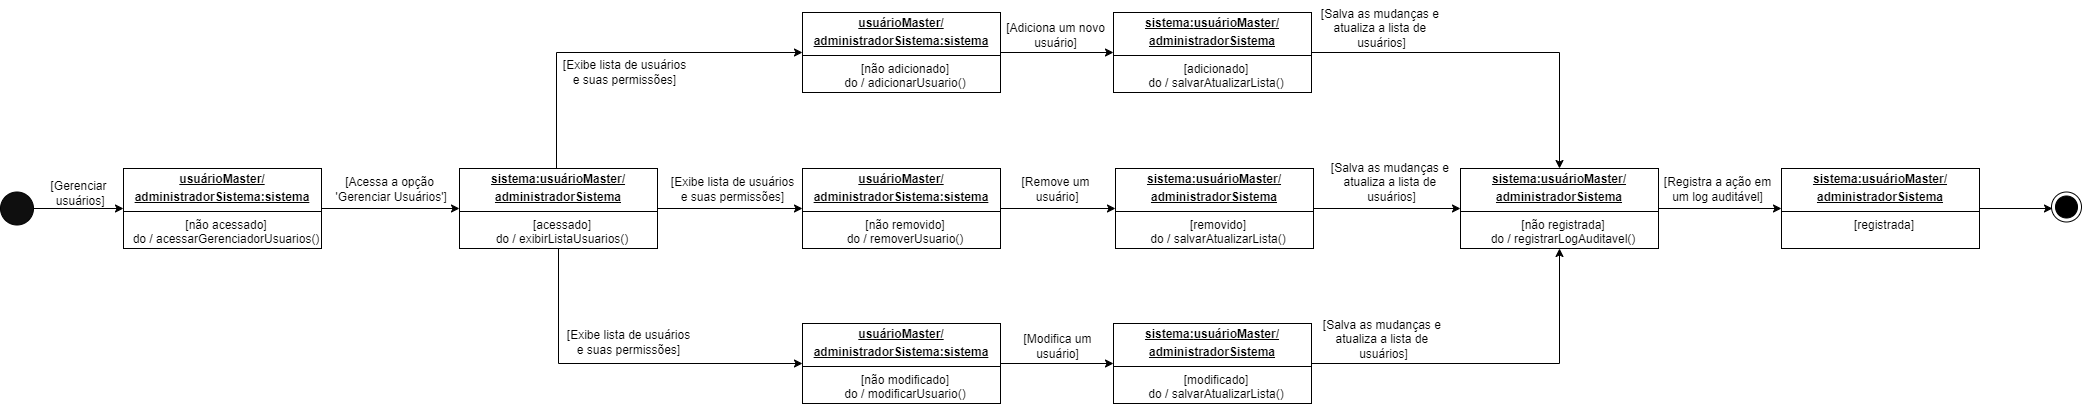 [Gerenciar
usuários]
usuárioMaster/
administradorSistema:sistema
[não acessado]
do / acessarGerenciadorUsuarios()
[Acessa a opção
'Gerenciar Usuários']
sistema:usuárioMaster/
administradorSistema
[acessado]
do / exibirListaUsuarios()
[Exibe lista de usuários
e suas permissões]
usuárioMaster/
administradorSistema:sistema
[não adicionado]
do / adicionarUsuario()
[Adiciona um novo
usuário]
sistema:usuárioMaster/
administradorSistema
[adicionado]
do / salvarAtualizarLista()
[Salva as mudanças e
atualiza a lista de
usuários]
[Exibe lista de usuários
e suas permissões]
usuárioMaster/
administradorSistema:sistema
[não removido]
do / removerUsuario()
[Remove um
usuário]
sistema:usuárioMaster/
administradorSistema
[removido]
do / salvarAtualizarLista()
[Salva as mudanças e
atualiza a lista de
usuários]
[Exibe lista de usuários
e suas permissões]
usuárioMaster/
administradorSistema:sistema
[não modificado]
do / modificarUsuario()
[Modifica um
usuário]
sistema:usuárioMaster/
administradorSistema
[modificado]
do / salvarAtualizarLista()
[Salva as mudanças e
atualiza a lista de
usuários]
sistema:usuárioMaster/
administradorSistema
[não registrada]
do / registrarLogAuditavel()
[Registra a ação em
um log auditável]
sistema:usuárioMaster/
administradorSistema
[registrada]